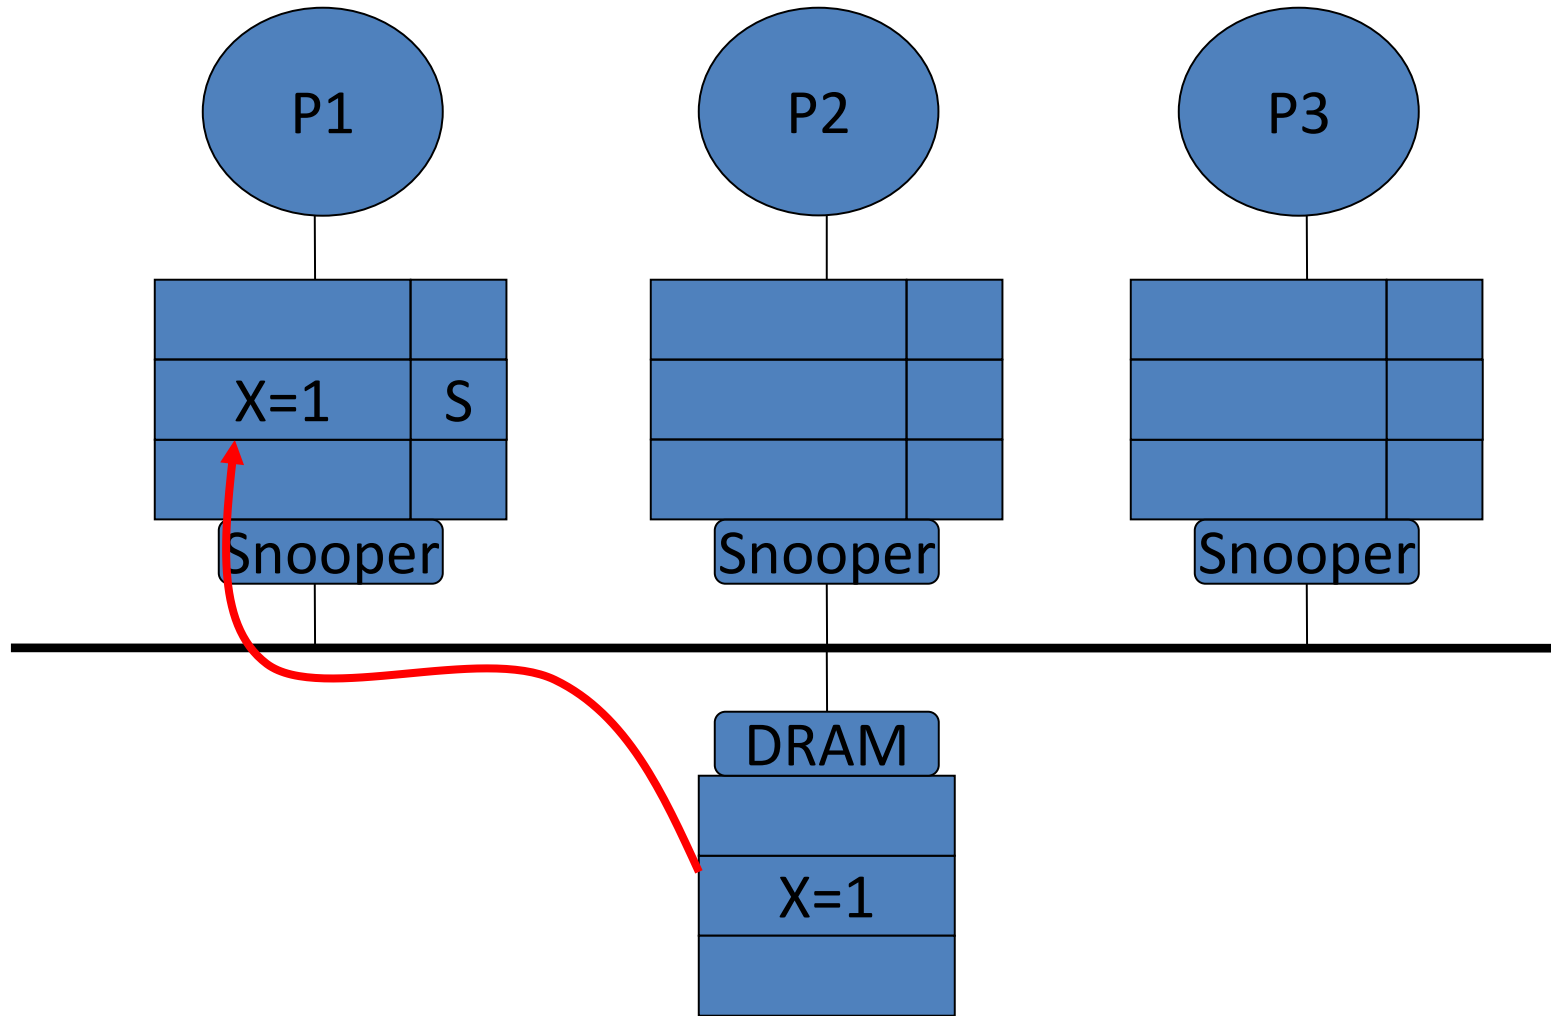 P1
P2
P3
X=1
S
Snooper
Snooper
Snooper
DRAM
X=1